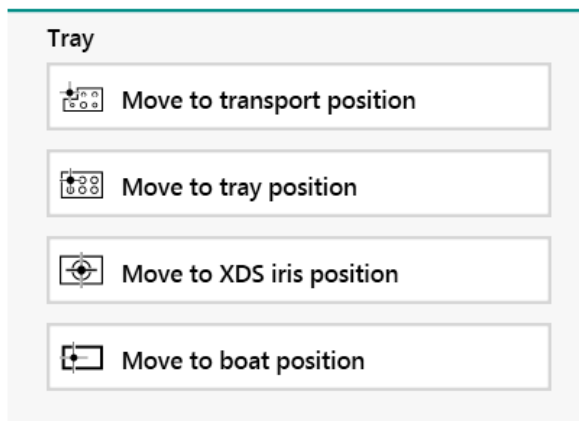 Tray
Move to transport position
Move to tray position
Move to XDS iris position
Move to boat position